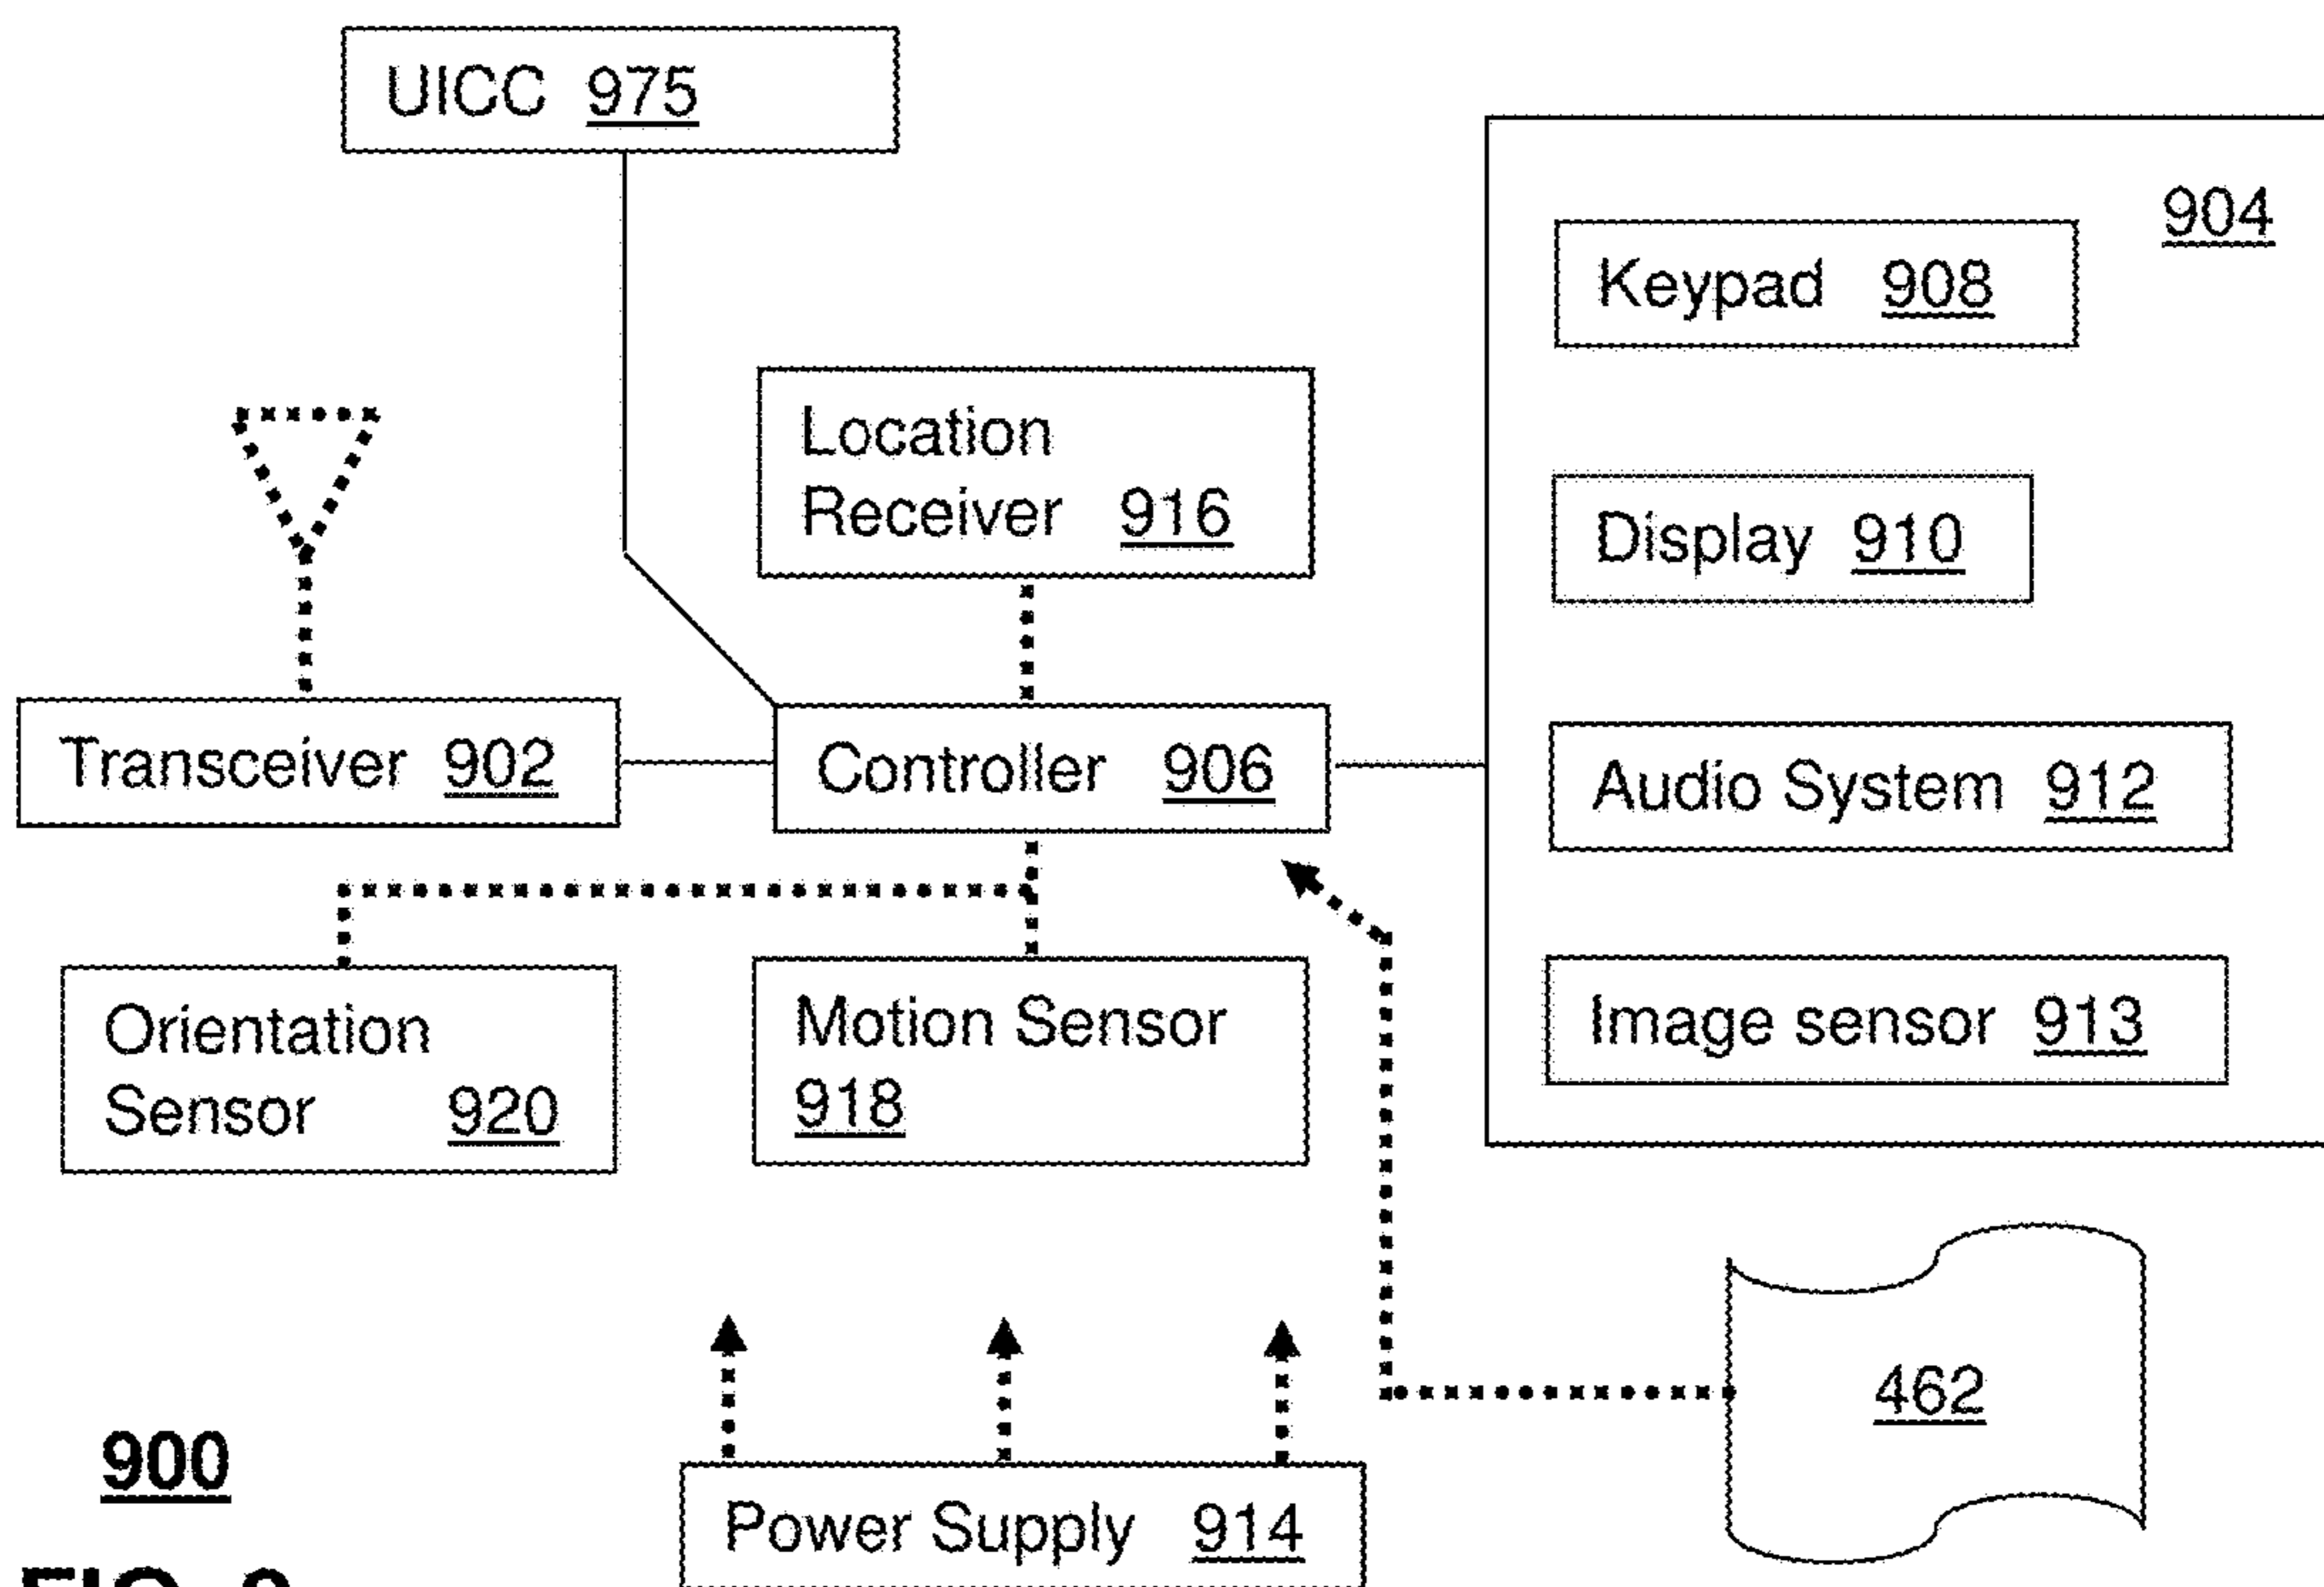 UICC 975
904
Keypad 908
Location
Receiver 916
Display 910
Transceiver 902
Controller 906
Audio System 912
Orientation
Sensor 920
Motion Sensor
918
Image sensor 913
462
900
Power Supply 914